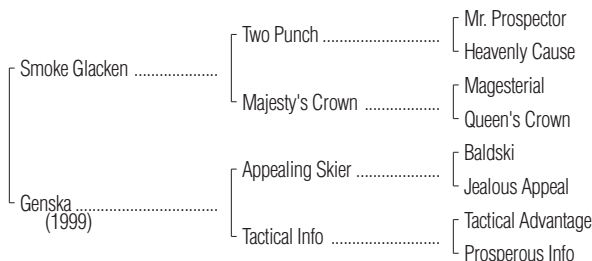 Mr. Prospector
Two Punch ..............................
Heavenly Cause
Smoke Glacken .....................
Magesterial
Majesty's Crown ...................
Queen's Crown
Baldski
Appealing Skier .....................
Jealous Appeal
Genska ....................................
(1999)
Tactical Advantage
Tactical Info ...........................
Prosperous Info